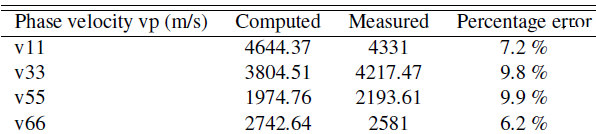 Phase velocity vp (m/s) Computed Measured Percentage error
v11 4644.37 4331 7.2 %
v33 3804.51 4217.47 9.8 %
v55 1974.76 2193.61 9.9 %
v66 2742.64 2581 6.2 %